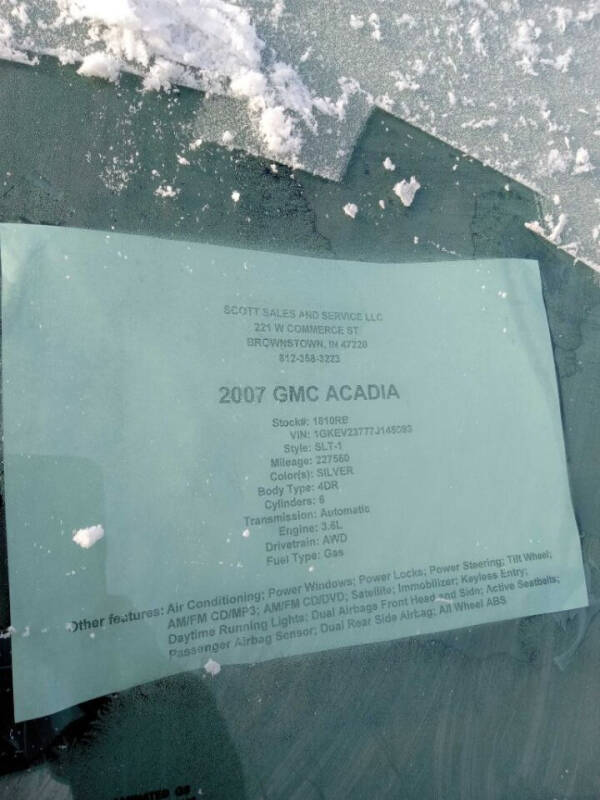 SCOTT SALES AND SERVICE LLC
221 W COMMERCE ST
BROWNSTOWN, IN 47220
812-358-3223
2007 GMC ACADIA
Stock#: 1810RB
VIN: 1GKEV23777J148093
Style: SLT-1
Mileage: 227560
Color(s): SILVER
Body Type: 4DR
Cylinders: 6
Transmission: Automatic
Engine: 3.6L
Drivetrain: AWD
Fuel Type: Gas
Other features: Air Conditioning; Power Windows; Power Locks; Power Steering; Tilt Wheel;
AM/FM CD/MP3; AM/FM CD/DVD; Satellite; Immobilizer; Keyless Entry;
Daytime Running Lights; Dual Airbags Front Head and Side; Active Seatbelts;
Passenger Airbag Sensor; Dual Rear Side Airbag; All Wheel ABS